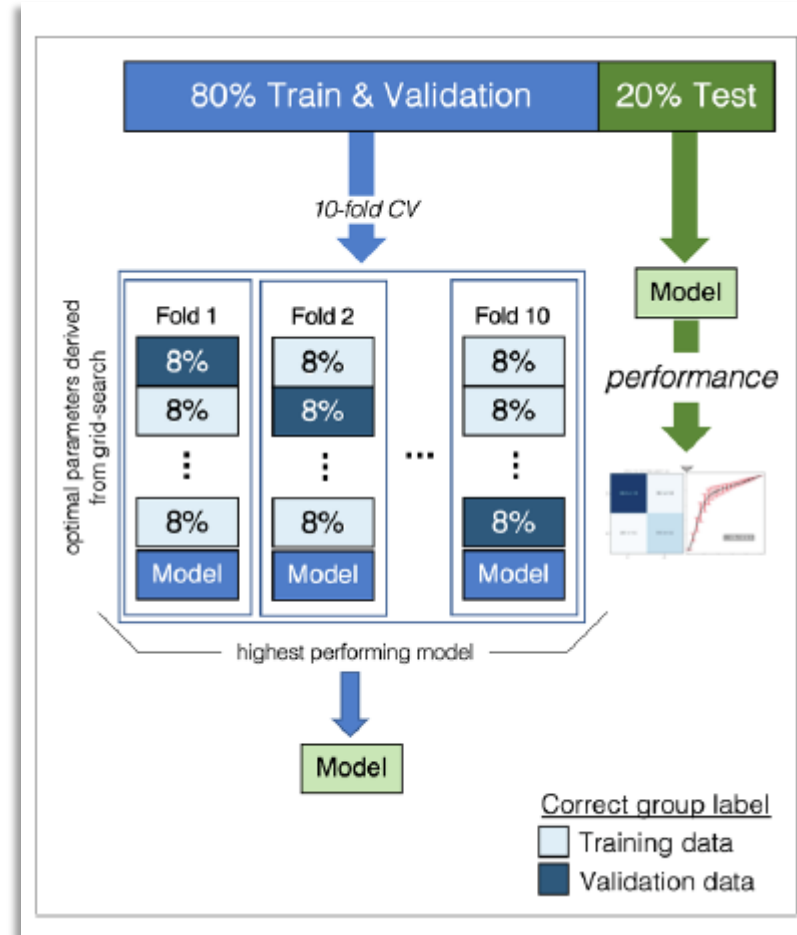 80% Train & Validation
20% Test
10-fold CV
optimal parameters derived
from grid-search
Fold 1
8%
8%
8%
Model
Fold 2
8%
8%
8%
Model
Fold 10
8%
8%
8%
Model
highest performing model
Model
Model
performance
Correct group label
Training data
Validation data